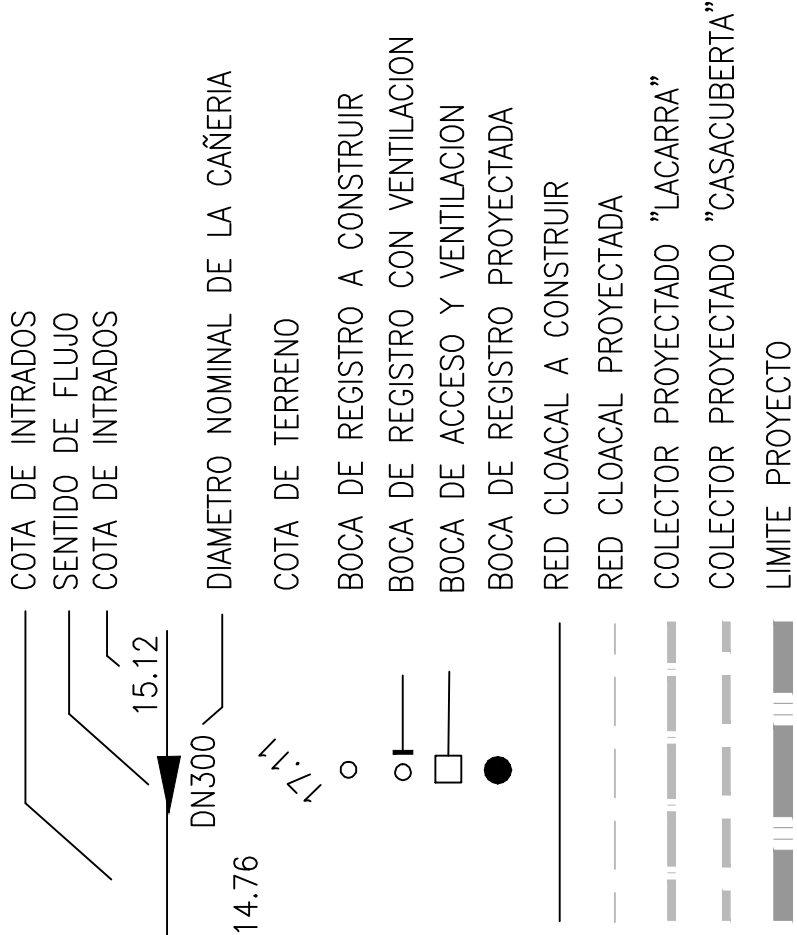 COTA DE INTRADOS
SENTIDO DE FLUJO
COTA DE INTRADOS
15.12
DN300
14.76
DIAMETRO NOMINAL DE LA CAÑERIA
17.11
COTA DE TERRENO
BOCA DE REGISTRO A CONSTRUIR
BOCA DE REGISTRO CON VENTILACION
BOCA DE ACCESO Y VENTILACION
BOCA DE REGISTRO PROYECTADA
RED CLOACAL A CONSTRUIR
RED CLOACAL PROYECTADA
COLECTOR PROYECTADO "LACARRA"
COLECTOR PROYECTADO "CASACUBERTA"
LIMITE PROYECTO